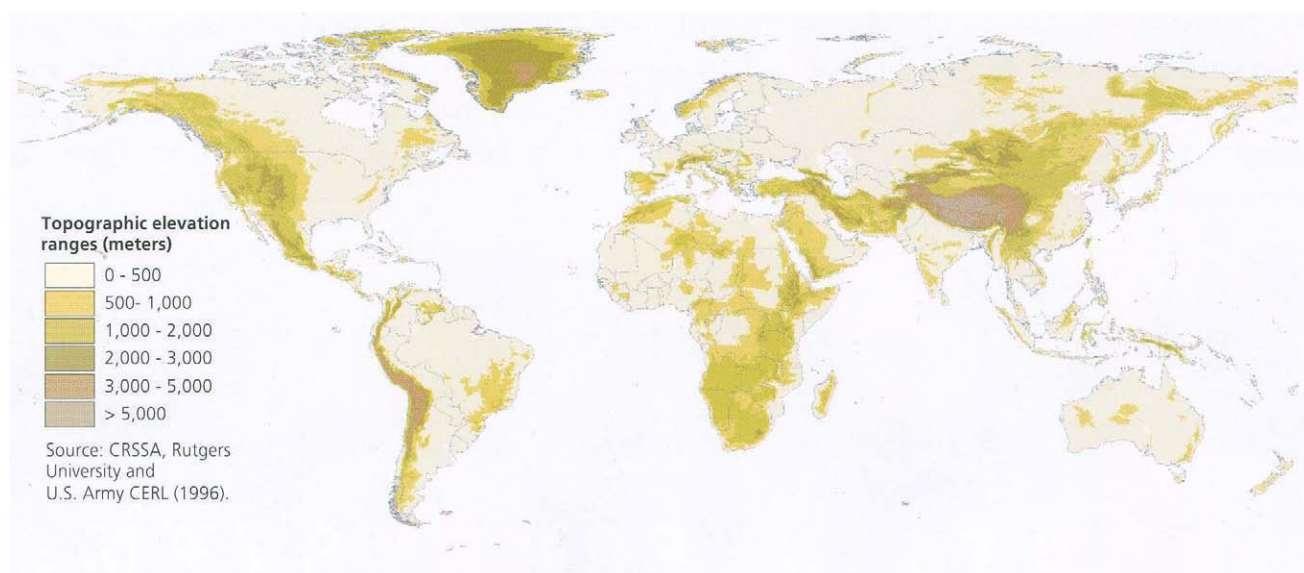 Topographic elevation
ranges (meters)
0 - 500
500- 1,000
1,000 - 2,000
2,000 - 3,000
3,000 - 5,000
> 5,000
Source: CRSSA, Rutgers
University and
U.S. Army CERL (1996).